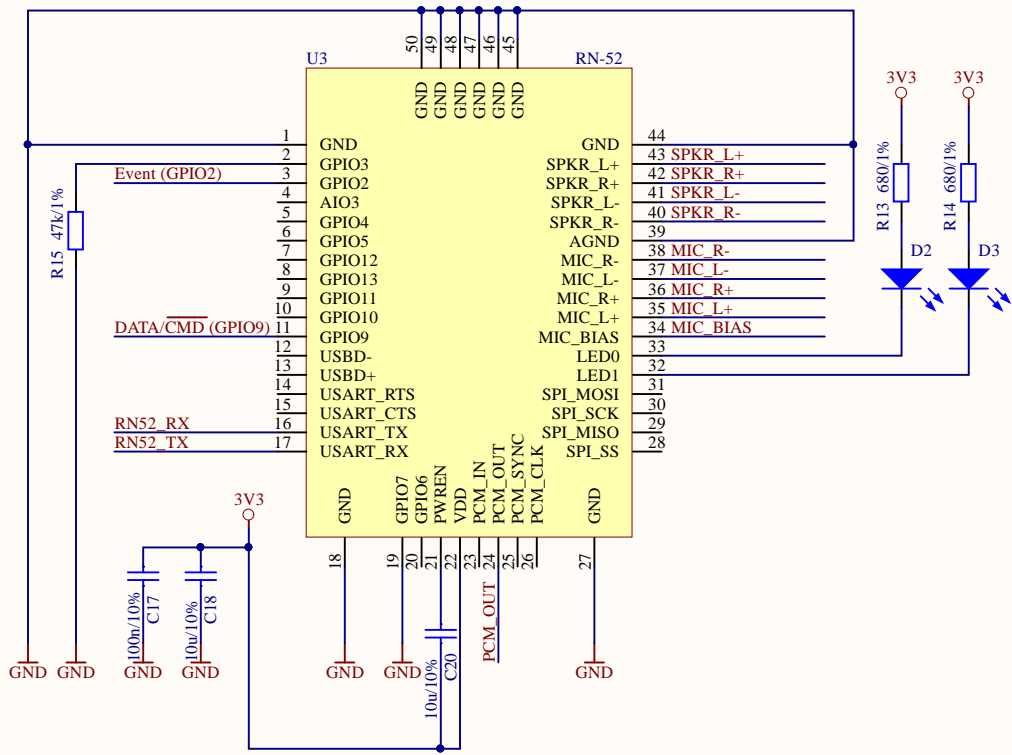 50
49
48
47
46
45
U3
RN-52
GND
GND
GND
GND
GND
GND
3V3
3V3
1 GND
2 GPIO3
Event (GPIO2) 3 GPIO2
4 AIO3
5 GPIO4
6 GPIO5
7 GPIO12
8 GPIO13
9 GPIO11
10 GPIO10
DATA/CMD (GPIO9) 11 GPIO9
12 USBD-
13 USBD+
14 USART_RTS
15 USART_CTS
RN52_RX 16 USART_TX
RN52_TX 17 USART_RX
GND 44
SPKR_L+ 43 SPKR_L+
SPKR_R+ 42 SPKR_R+
SPKR_L- 41 SPKR_L-
SPKR_R- 40 SPKR_R-
AGND 39
MIC_R- 38 MIC_R-
MIC_L- 37 MIC_L-
MIC_R+ 36 MIC_R+
MIC_L+ 35 MIC_L+
MIC_BIAS 34 MIC_BIAS
LED0 33
LED1 32
SPI_MOSI 31
SPI_SCK 30
SPI_MISO 29
SPI_SS 28
R15 47k/1%
R13 680/1%
R14 680/1%
D2
D3
GND
GPIO7
GPIO6
PWREN
VDD
PCM_IN
PCM_OUT
PCM_SYNC
PCM_CLK
GND
18
19
20
21
22
23
24
25
26
27
3V3
100n/10%
C17
10u/10%
C18
10u/10%
C20
PCM_OUT
GND
GND
GND
GND
GND
GND
GND